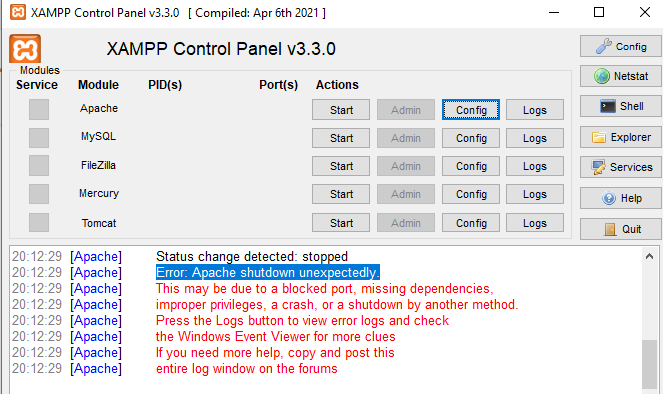 XAMPP Control Panel v3.3.0 [ Compiled: Apr 6th 2021 ]
XAMPP Control Panel v3.3.0
Config
Netstat
Shell
Explorer
Services
Help
Quit
Modules
Service Module PID(s) Port(s) Actions
Apache Start Admin Config Logs
MySQL Start Admin Config Logs
FileZilla Start Admin Config Logs
Mercury Start Admin Config Logs
Tomcat Start Admin Config Logs
20:12:29 [Apache] Status change detected: stopped
20:12:29 [Apache] Error: Apache shutdown unexpectedly.
20:12:29 [Apache] This may be due to a blocked port, missing dependencies,
20:12:29 [Apache] improper privileges, a crash, or a shutdown by another method.
20:12:29 [Apache] Press the Logs button to view error logs and check
20:12:29 [Apache] the Windows Event Viewer for more clues
20:12:29 [Apache] If you need more help, copy and post this
20:12:29 [Apache] entire log window on the forums